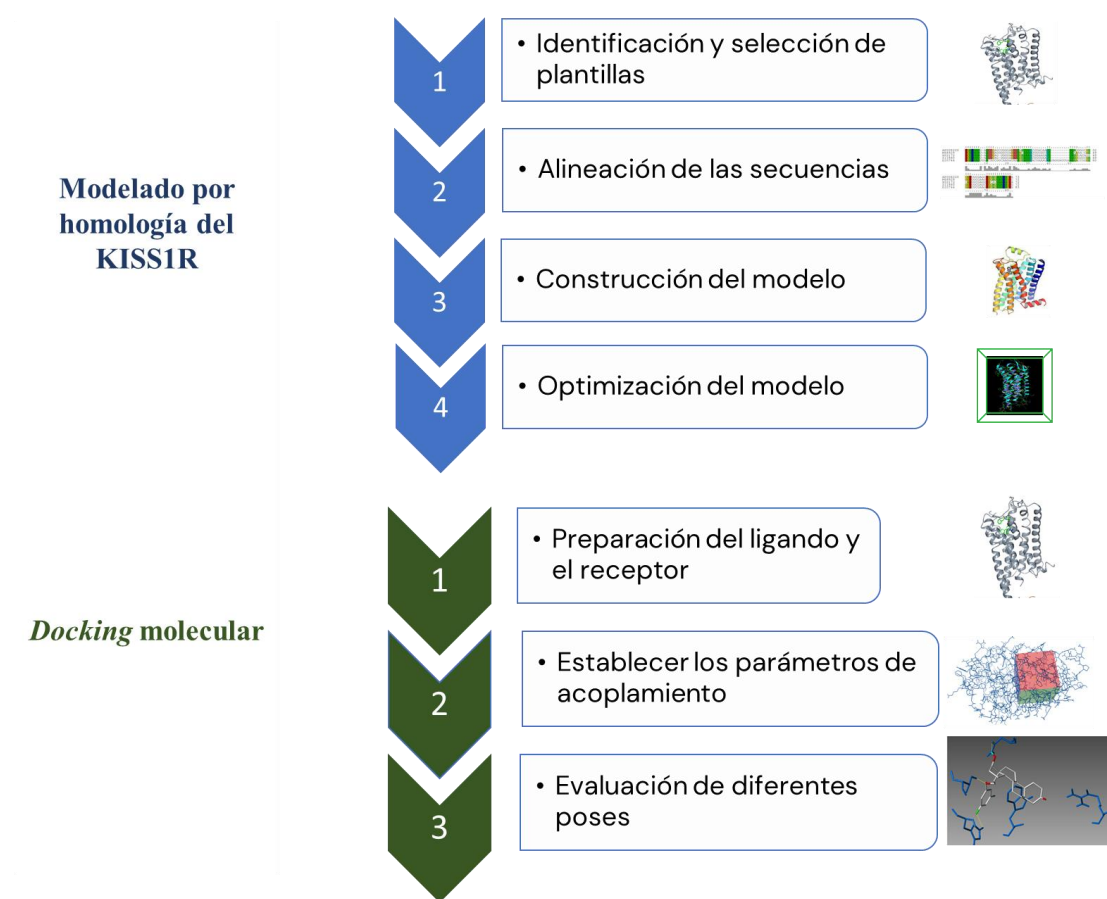 Modelado por
homología del
KISS1R
1
• Identificación y selección de
plantillas
2
• Alineación de las secuencias
3
• Construcción del modelo
4
• Optimización del modelo
Docking molecular
1
• Preparación del ligando y
el receptor
2
• Establecer los parámetros de
acoplamiento
3
• Evaluación de diferentes
poses